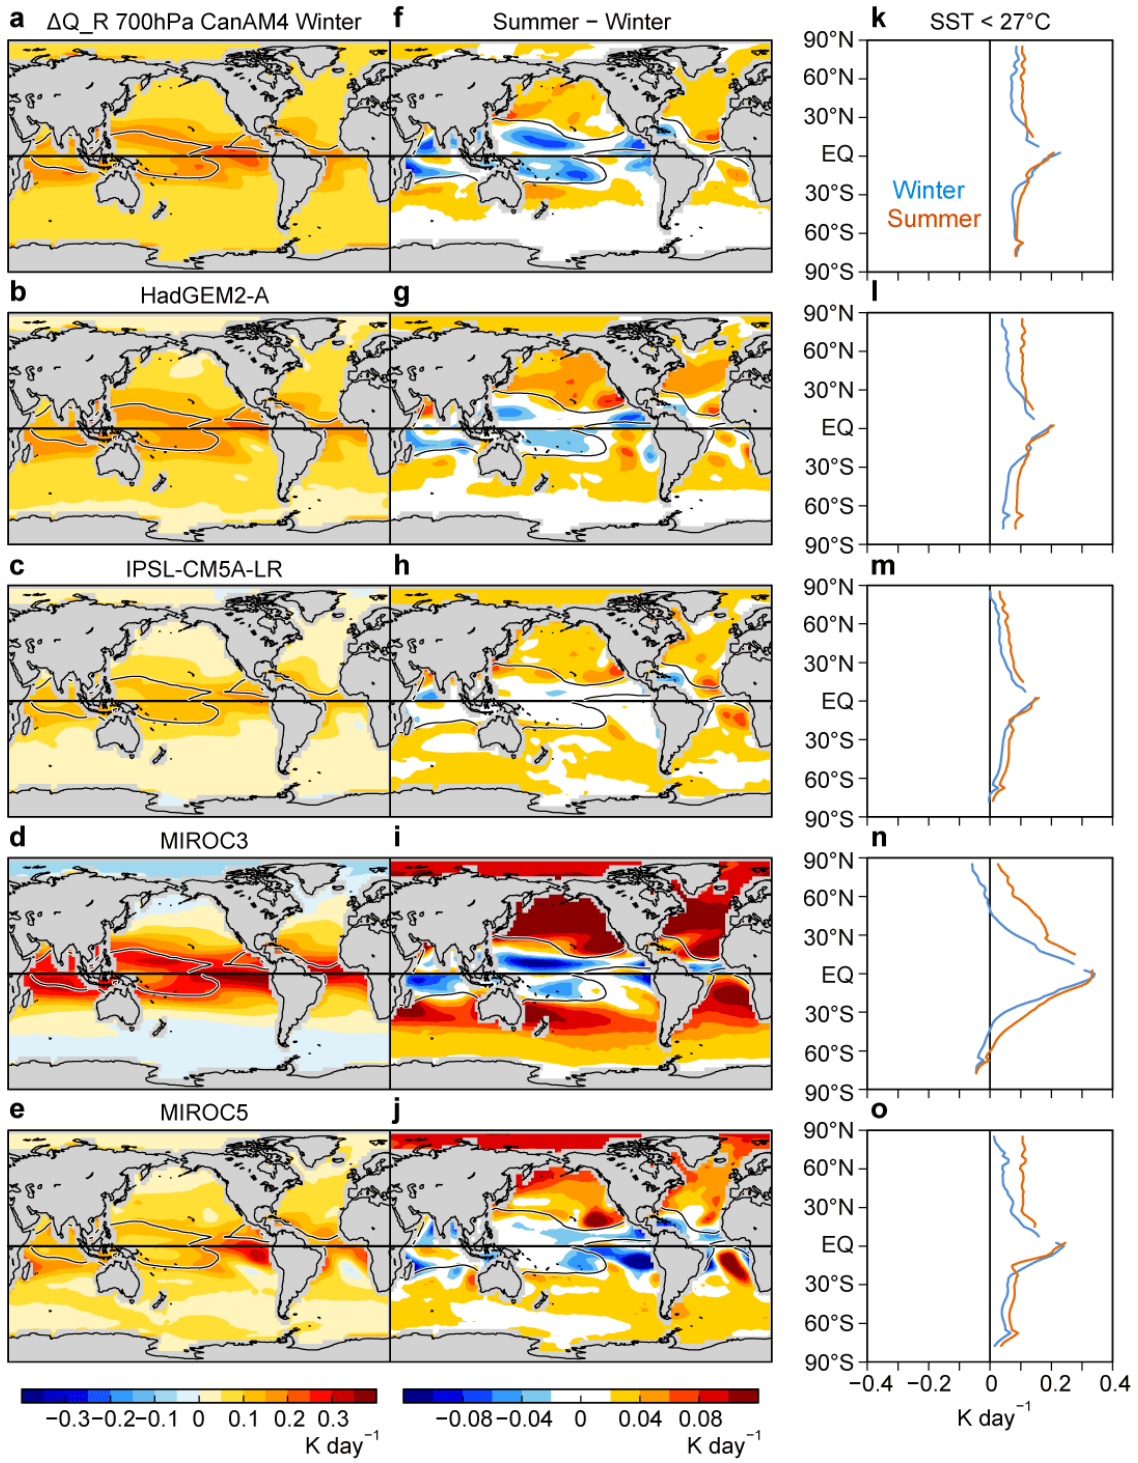 a ΔQ_R 700hPa CanAM4 Winter
f Summer − Winter
k SST < 27°C
90°N
60°N
30°N
EQ
30°S
60°S
90°S
Winter
Summer
b HadGEM2-A
g
l
90°N
60°N
30°N
EQ
30°S
60°S
90°S
c IPSL-CM5A-LR
h
m
90°N
60°N
30°N
EQ
30°S
60°S
90°S
d MIROC3
i
n
90°N
60°N
30°N
EQ
30°S
60°S
90°S
e MIROC5
j
o
90°N
60°N
30°N
EQ
30°S
60°S
90°S
−0.4 −0.2 0 0.2 0.4
K day⁻¹
−0.3 −0.2 −0.1 0 0.1 0.2 0.3
K day⁻¹
−0.08 −0.04 0 0.04 0.08
K day⁻¹